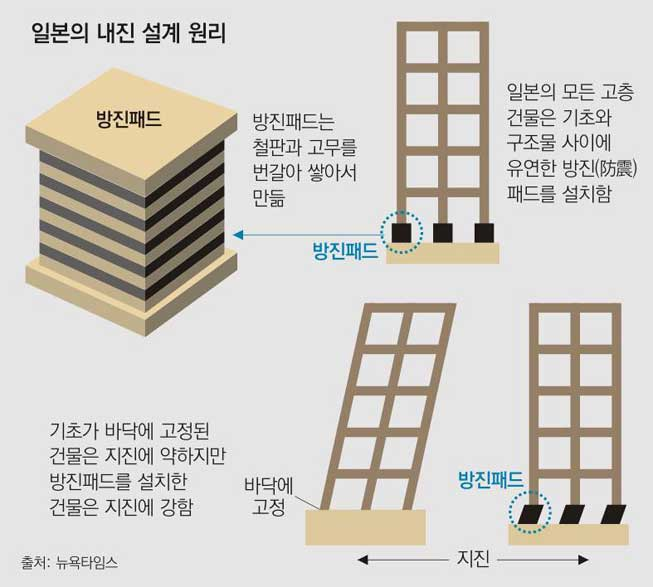 일본의 내진 설계 원리
방진패드
방진패드는
철판과 고무를
번갈아 쌓아서
만듦
방진패드
일본의 모든 고층
건물은 기초와
구조물 사이에
유연한 방진(防震)
패드를 설치함
기초가 바닥에 고정된
건물은 지진에 약하지만
방진패드를 설치한
건물은 지진에 강함
바닥에
고정
방진패드
지진
출처: 뉴욕타임스